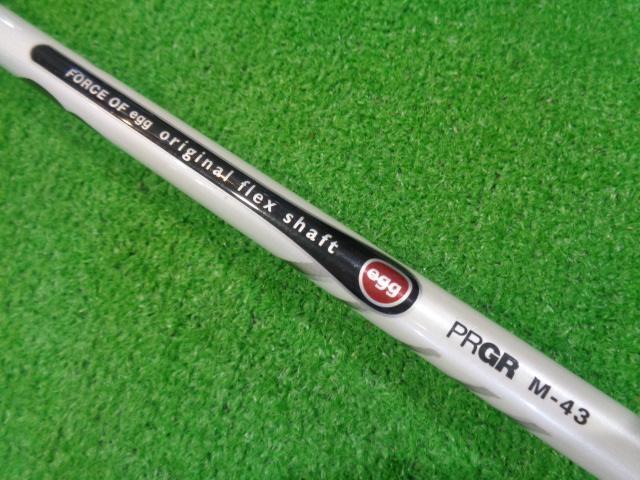 FORCE OF egg original flex shaft
egg
PRGR M-43